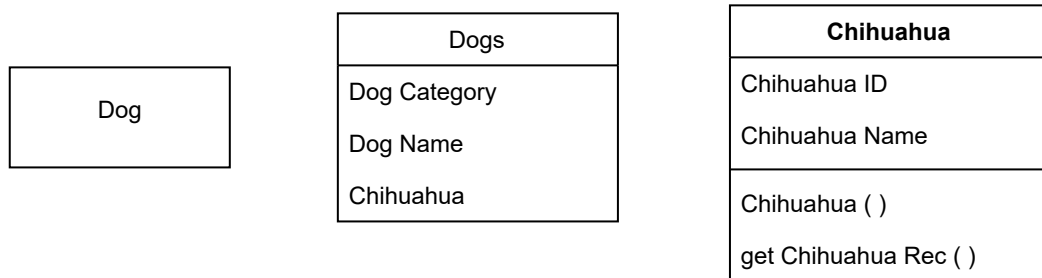 Dog
Dogs
Dog Category
Dog Name
Chihuahua
Chihuahua
Chihuahua ID
Chihuahua Name
Chihuahua ( )
get Chihuahua Rec ( )